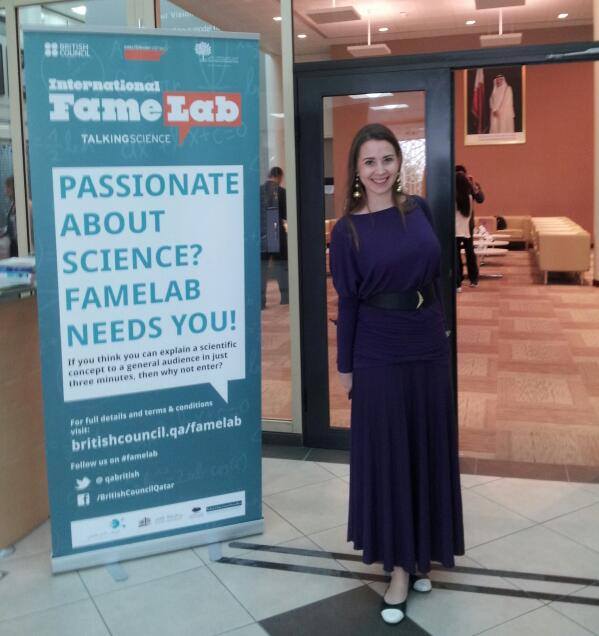 BRITISH
COUNCIL
International
FameLab
TALKINGSCIENCE
PASSIONATE
ABOUT
SCIENCE?
FAMELAB
NEEDS YOU!
If you think you can explain a scientific
concept to a general audience in just
three minutes, then why not enter?
For full details and terms & conditions
visit:
britishcouncil.qa/famelab
Follow us on #famelab
@ qabritish
/BritishCouncilQatar